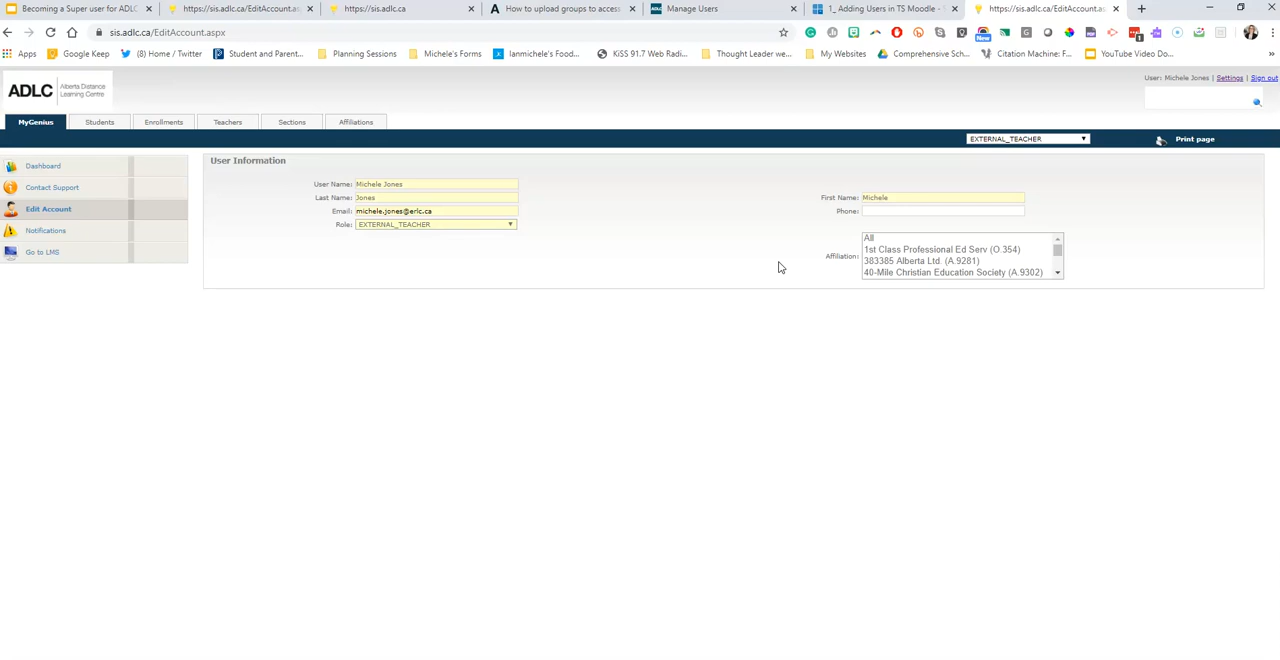 Becoming a Super user for ADLC
https://sis.adlc.ca/EditAccount.a
https://sis.adlc.ca
How to upload groups to access
Manage Users
1_ Adding Users in TS Moodle -
https://sis.adlc.ca/EditAccount.as
sis.adlc.ca/EditAccount.aspx
Apps
Google Keep
(8) Home / Twitter
Student and Parent...
Planning Sessions
Michele's Forms
Ianmichele's Food...
KiSS 91.7 Web Radi...
Thought Leader we...
My Websites
Comprehensive Sch...
Citation Machine: F...
YouTube Video Do...
ADLC
Alberta Distance
Learning Centre
User: Michele Jones | Settings | Sign out
MyGenius
Students
Enrollments
Teachers
Sections
Affiliations
EXTERNAL_TEACHER
Print page
Dashboard
Contact Support
Edit Account
Notifications
Go to LMS
User Information
User Name: Michele Jones
Last Name: Jones
First Name: Michele
Email: michele.jones@erlc.ca
Phone:
Role: EXTERNAL_TEACHER
Affiliation:
All
1st Class Professional Ed Serv (O.354)
383385 Alberta Ltd. (A.9281)
40-Mile Christian Education Society (A.9302)